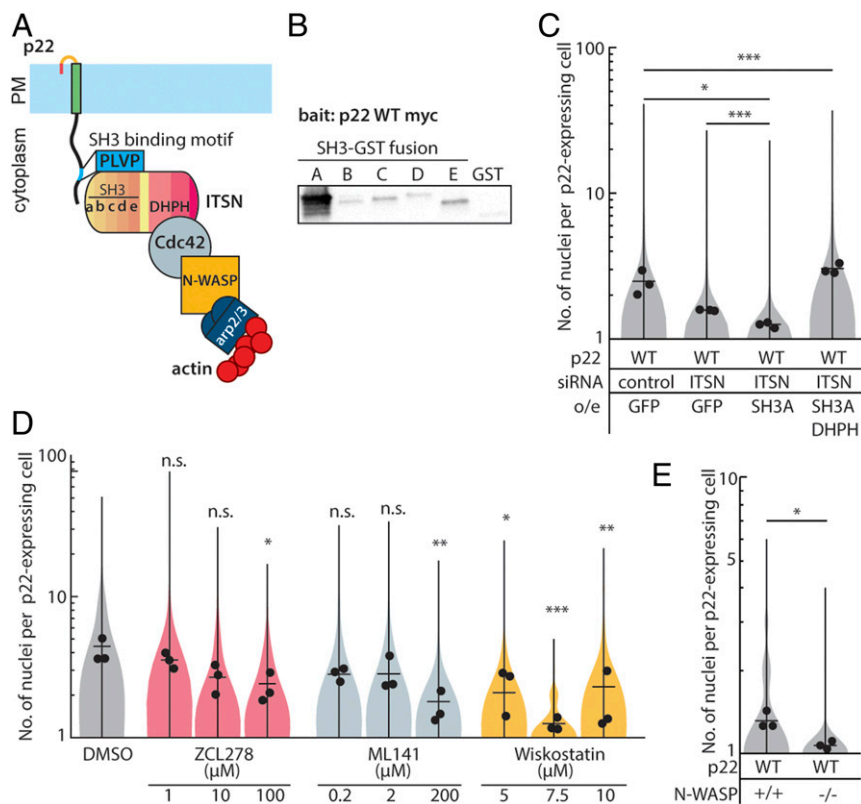 A
p22
PM
cytoplasm
SH3 binding motif
PLVP
SH3
abcde
DHPH
ITSN
Cdc42
N-WASP
arp2/3
actin
B
bait: p22 WT myc
SH3-GST fusion
A B C D E GST
C
No. of nuclei per p22-expressing cell
100
10
1
***
*
***
p22 WT WT WT WT
siRNA control ITSN ITSN ITSN
o/e GFP GFP SH3A SH3A
DHPH
D
No. of nuclei per p22-expressing cell
100
10
1
n.s. n.s. * n.s. n.s. ** * *** **
DMSO ZCL278 ML141 Wiskostatin
(μM) (μM) (μM)
1 10 100 0.2 2 200 5 7.5 10
E
No. of nuclei per p22-expressing cell
10
5
2
1
*
p22 WT WT
N-WASP +/+ -/-